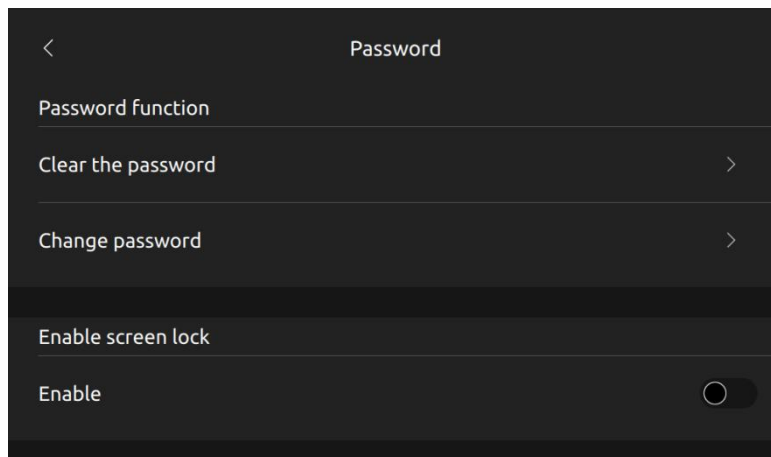 Password
Password function
Clear the password
Change password
Enable screen lock
Enable